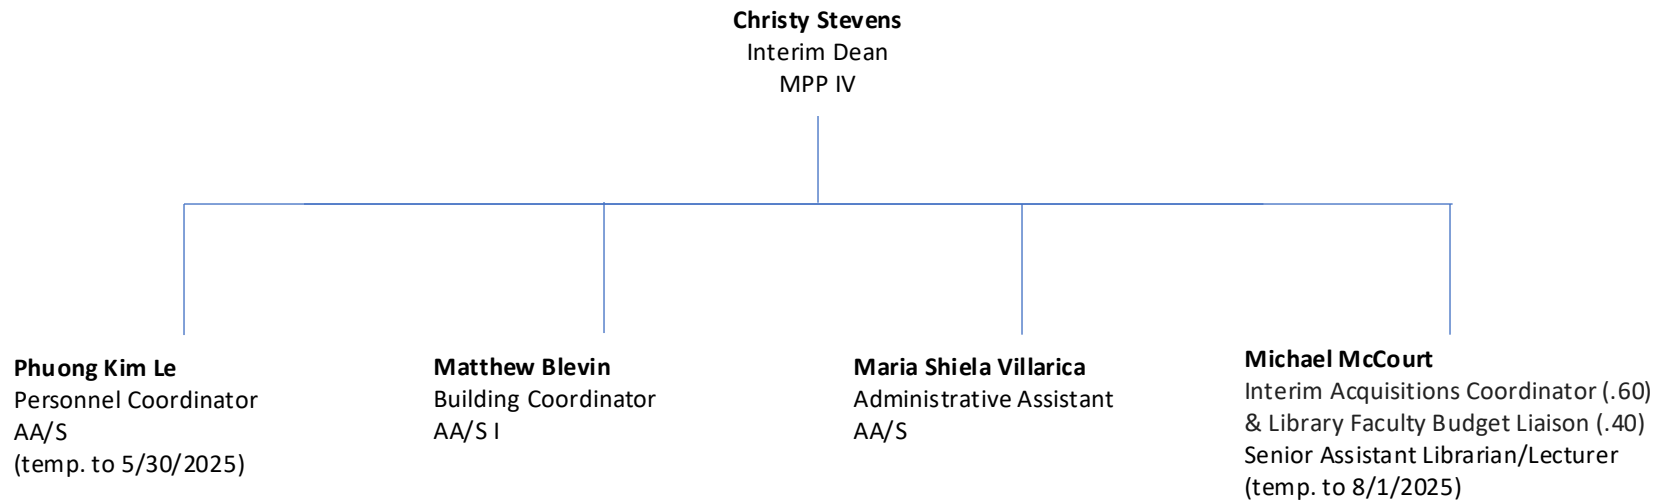 Christy Stevens
Interim Dean
MPP IV
Phuong Kim Le
Personnel Coordinator
AA/S
(temp. to 5/30/2025)
Matthew Blevin
Building Coordinator
AA/S I
Maria Shiela Villarica
Administrative Assistant
AA/S
Michael McCourt
Interim Acquisitions Coordinator (.60)
& Library Faculty Budget Liaison (.40)
Senior Assistant Librarian/Lecturer
(temp. to 8/1/2025)